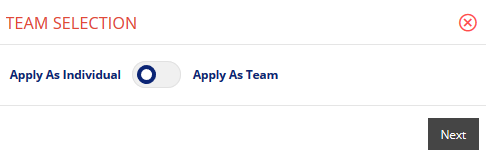 TEAM SELECTION
Apply As Individual Apply As Team
Next